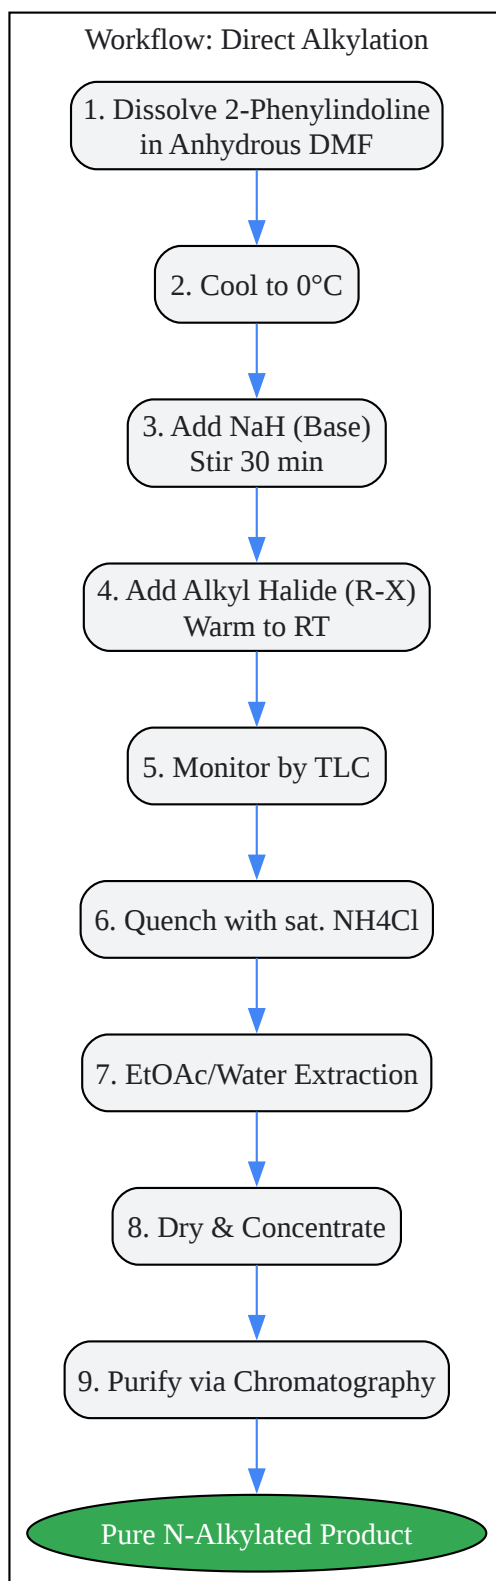 Workflow: Direct Alkylation
1. Dissolve 2-Phenylindoline
in Anhydrous DMF
2. Cool to 0°C
3. Add NaH (Base)
Stir 30 min
4. Add Alkyl Halide (R-X)
Warm to RT
5. Monitor by TLC
6. Quench with sat. NH4Cl
7. EtOAc/Water Extraction
8. Dry & Concentrate
9. Purify via Chromatography
Pure N-Alkylated Product